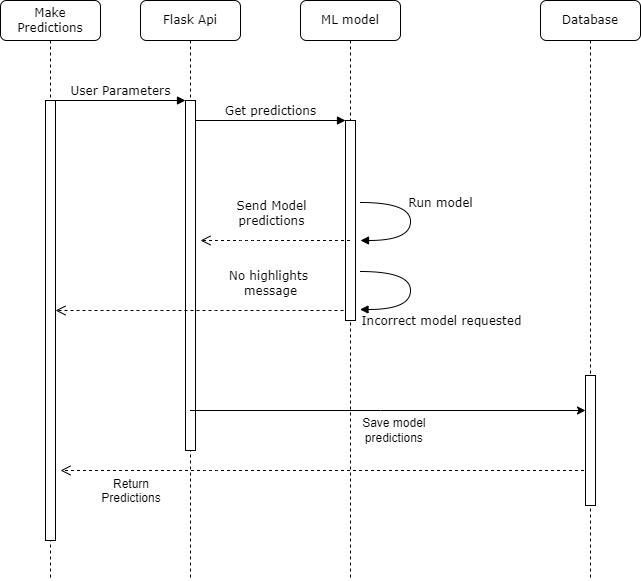 Make
Predictions
Flask Api
ML model
Database
User Parameters
Get predictions
Run model
Send Model
predictions
No highlights
message
Incorrect model requested
Save model
predictions
Return
Predictions